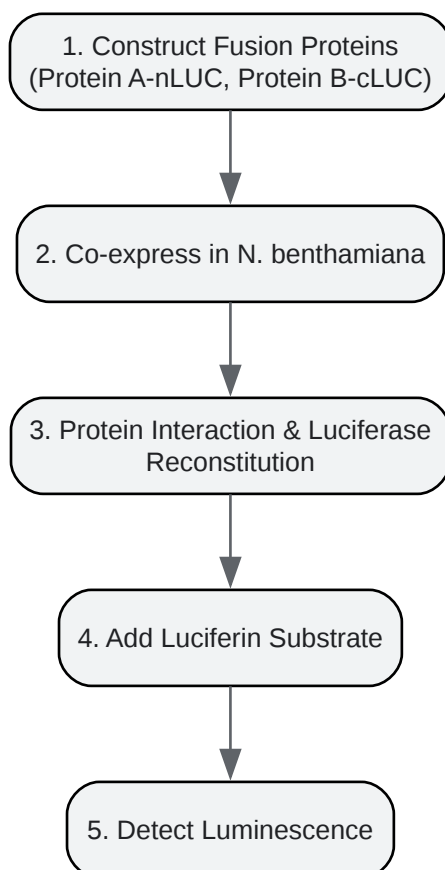 1. Construct Fusion Proteins
(Protein A-nLUC, Protein B-cLUC)
2. Co-express in N. benthamiana
3. Protein Interaction & Luciferase
Reconstitution
4. Add Luciferin Substrate
5. Detect Luminescence